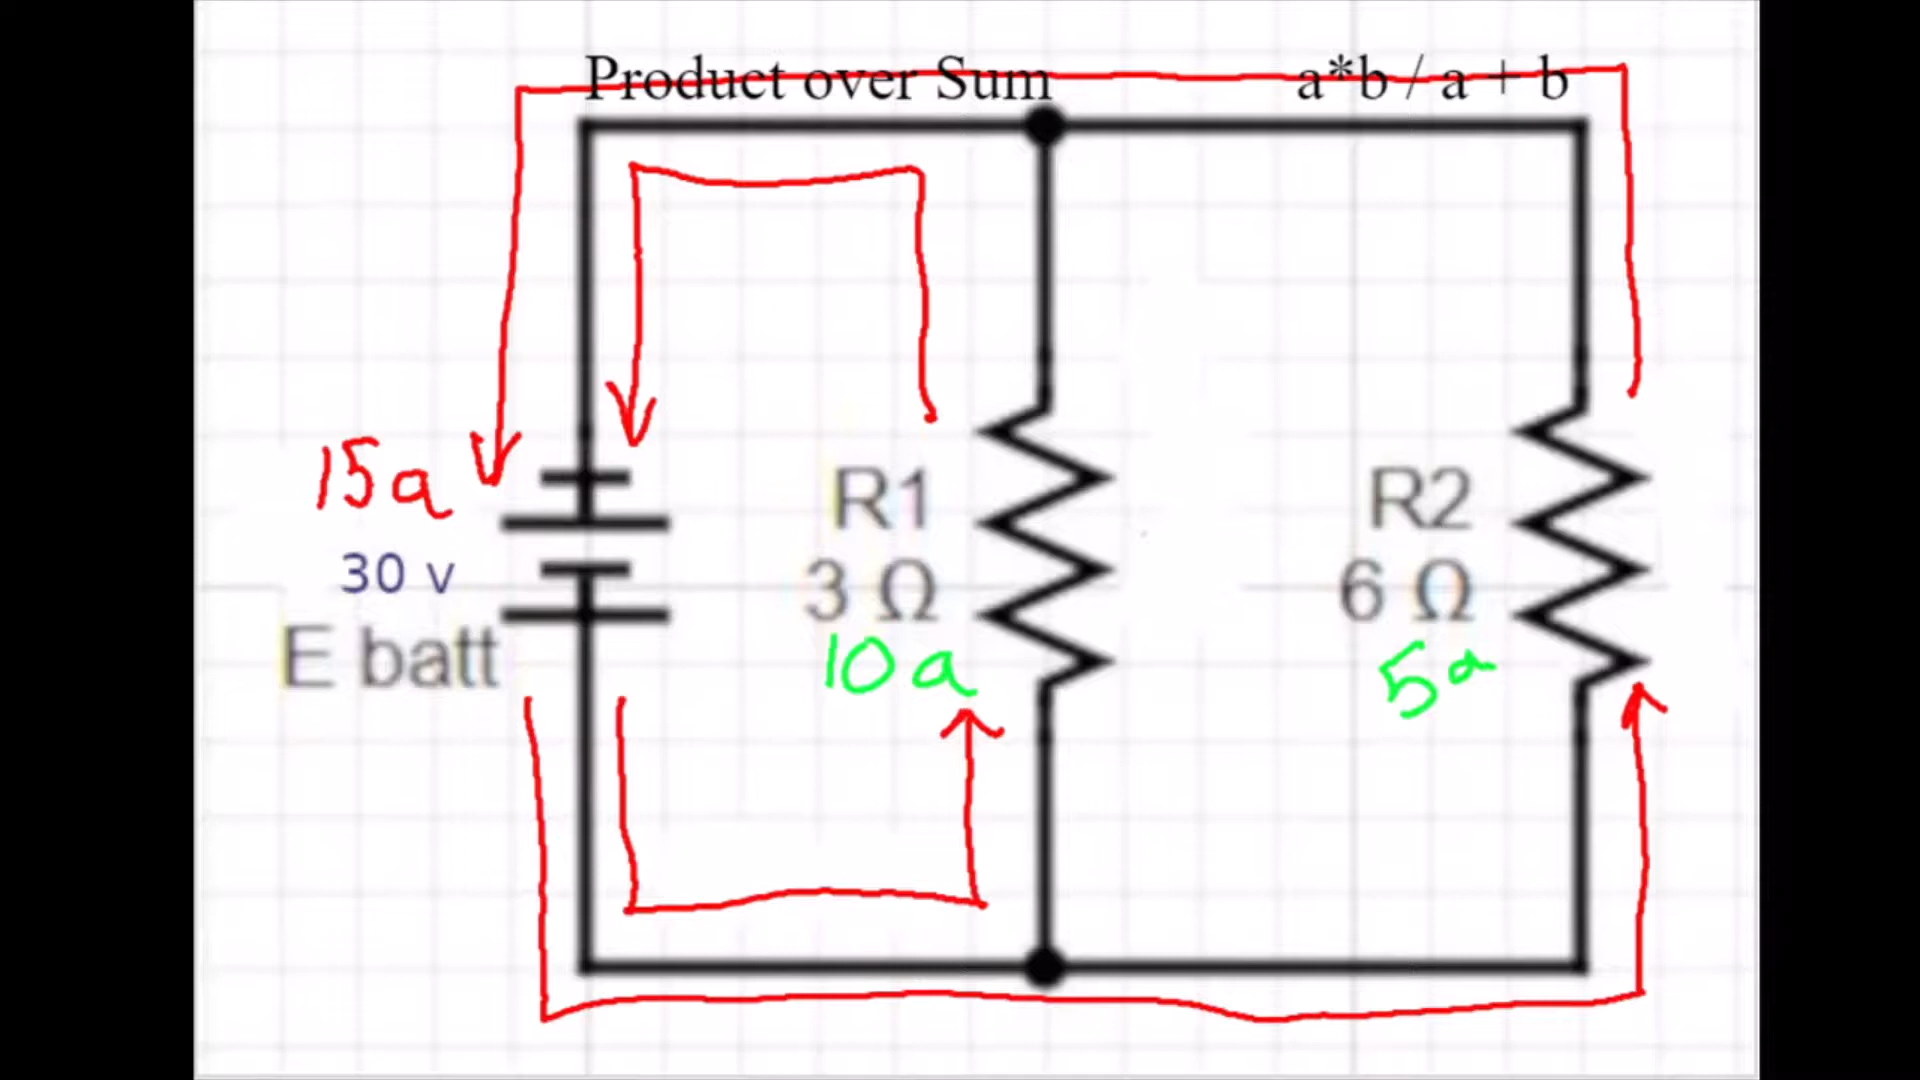 Product over Sum a*b / a + b
15a
30 v
E batt
R1
3 Ω
10 a
R2
6 Ω
5a